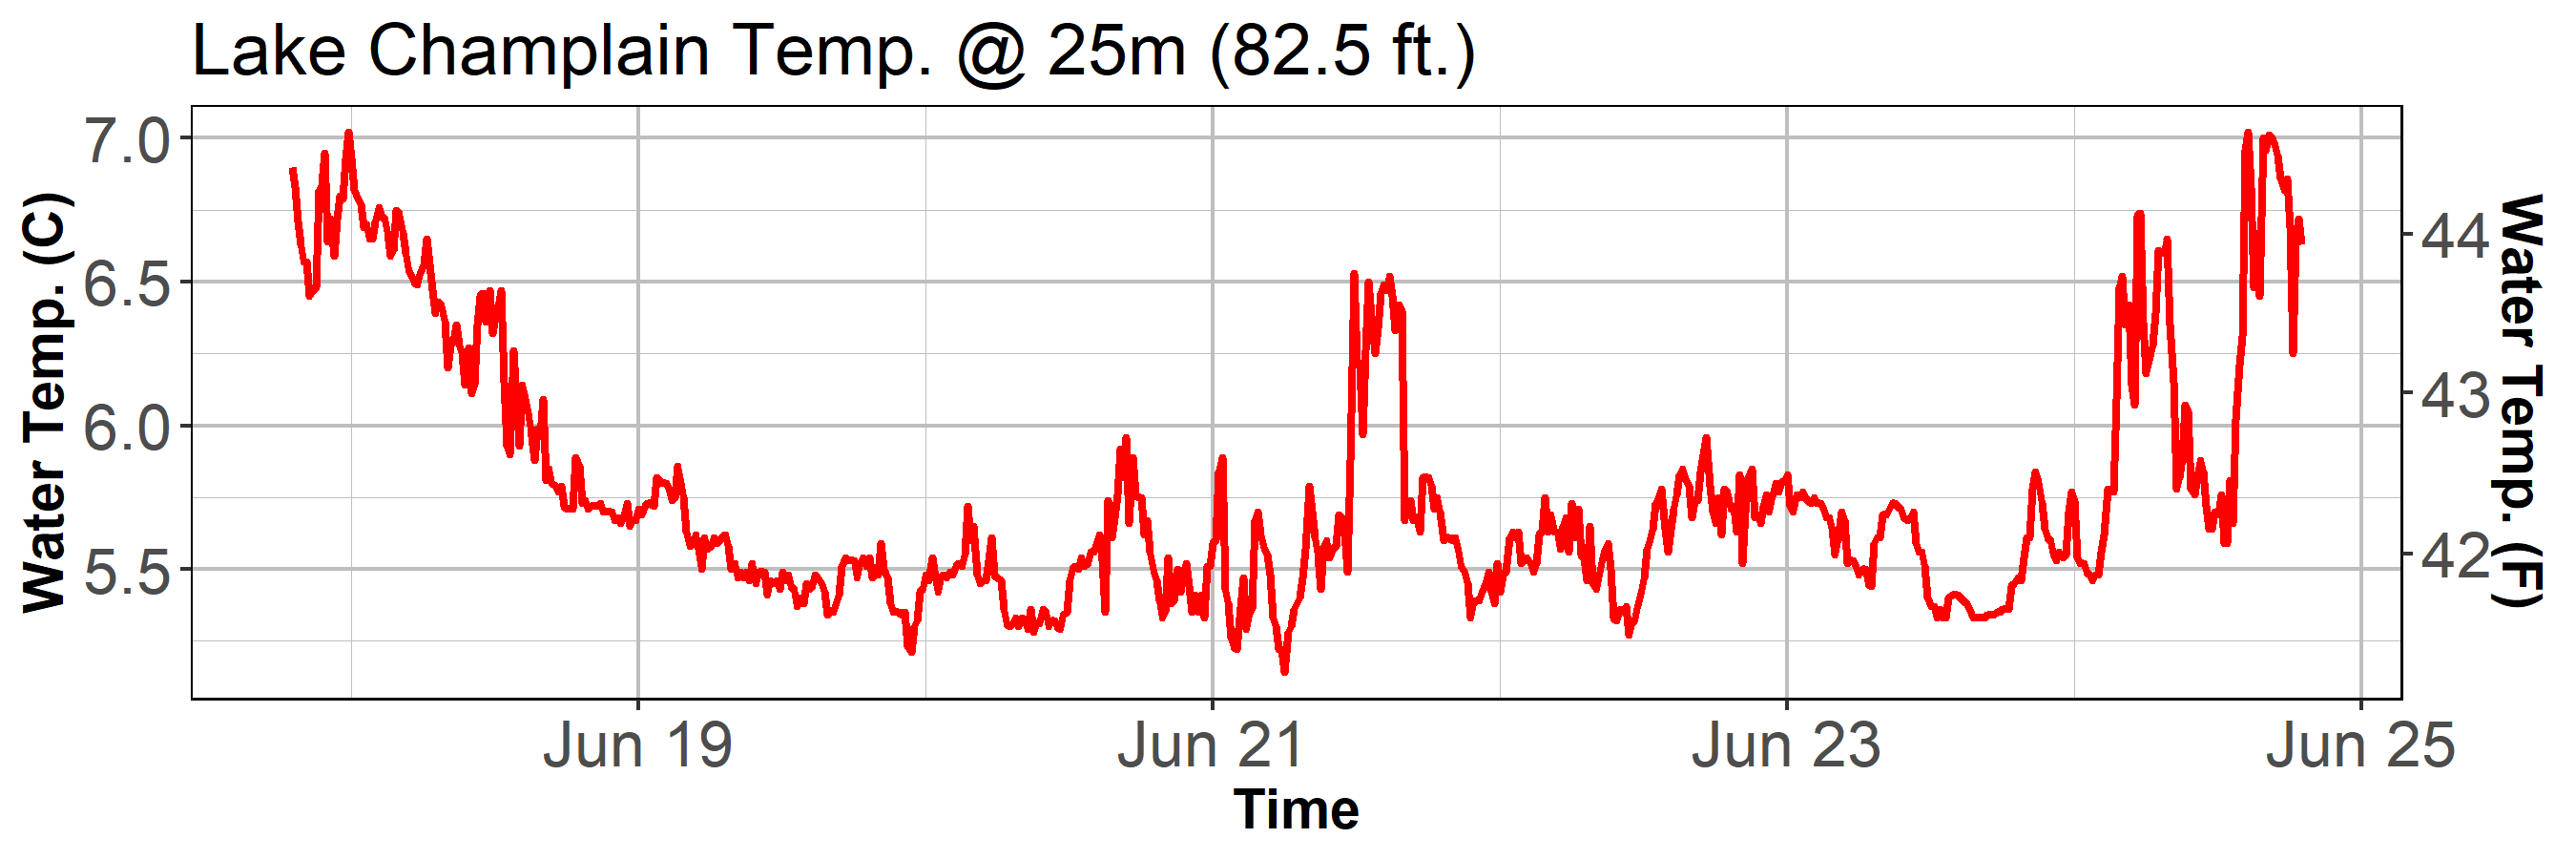 Lake Champlain Temp. @ 25m (82.5 ft.)
Water Temp. (C)
7.0
6.5
6.0
5.5
44
43
42
Water Temp. (F)
Jun 19
Jun 21
Jun 23
Jun 25
Time